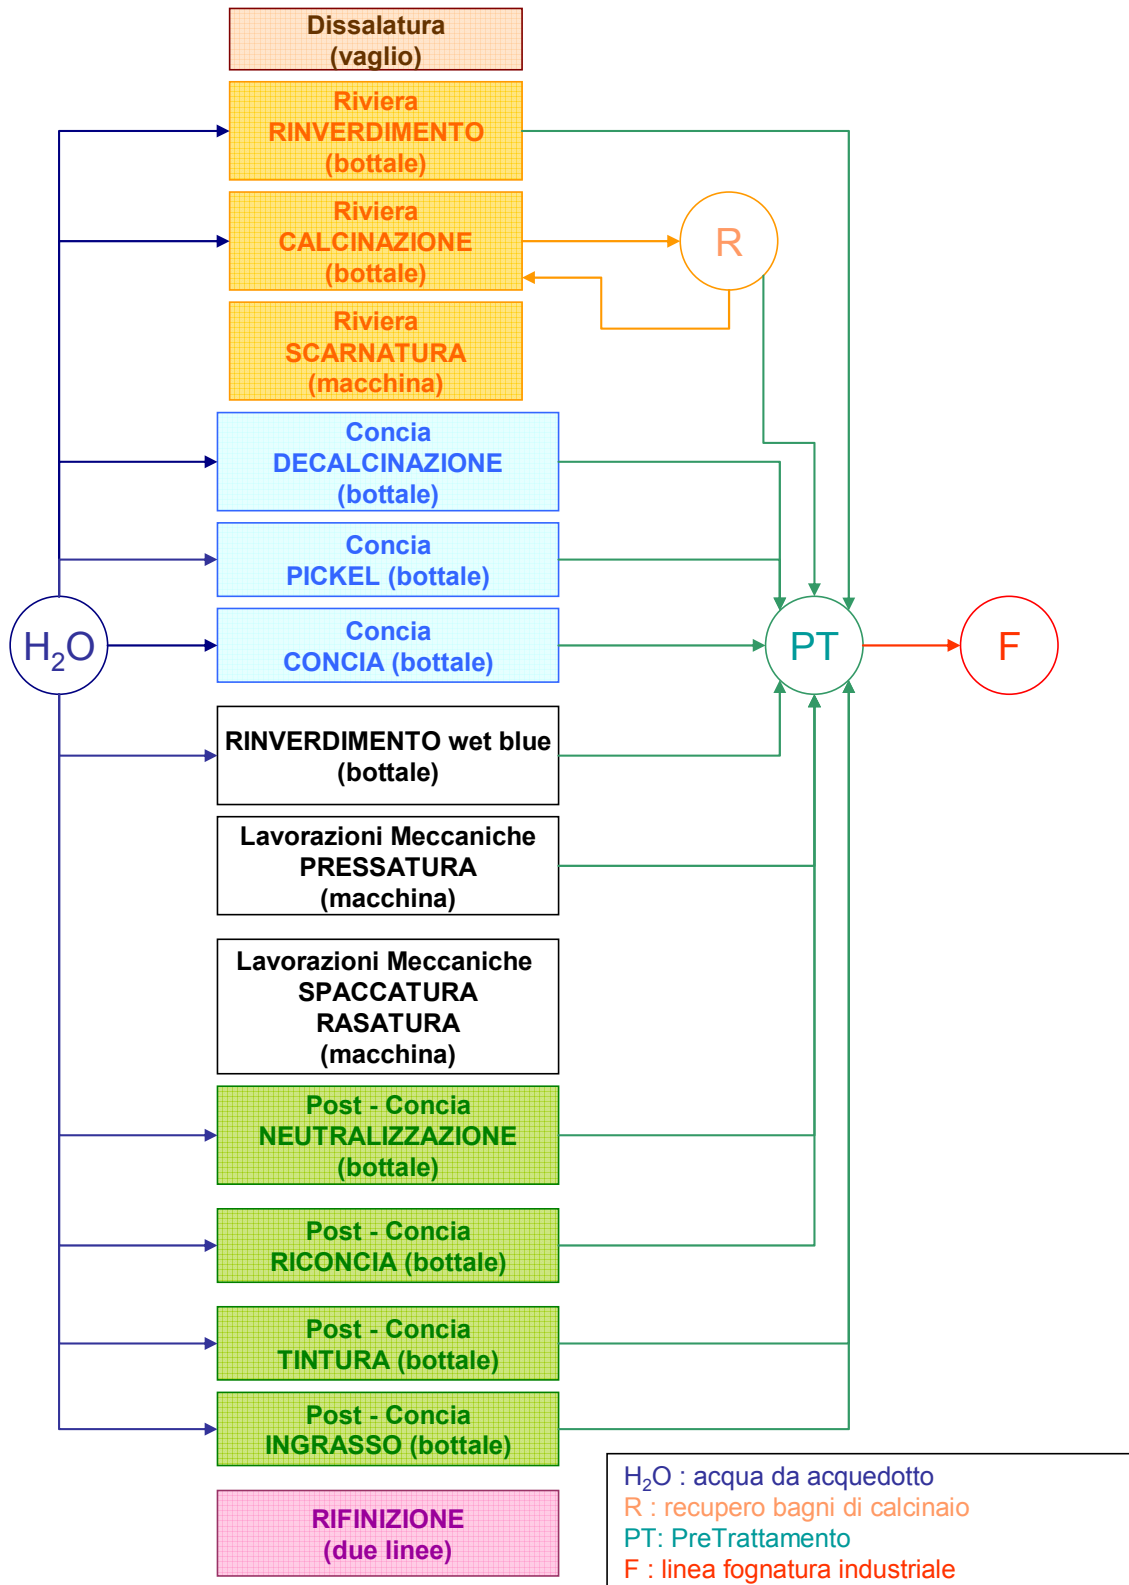 Dissalatura
(vaglio)
Riviera
RINVERDIMENTO
(bottale)
Riviera
CALCINAZIONE
(bottale)
R
Riviera
SCARNATURA
(macchina)
Concia
DECALCINAZIONE
(bottale)
Concia
PICKEL (bottale)
H₂O
Concia
CONCIA (bottale)
PT
F
RINVERDIMENTO wet blue
(bottale)
Lavorazioni Meccaniche
PRESSATURA
(macchina)
Lavorazioni Meccaniche
SPACCATURA
RASATURA
(macchina)
Post - Concia
NEUTRALIZZAZIONE
(bottale)
Post - Concia
RICONCIA (bottale)
Post - Concia
TINTURA (bottale)
Post - Concia
INGRASSO (bottale)
RIFINIZIONE
(due linee)
H₂O : acqua da acquedotto
R : recupero bagni di calcinaio
PT: PreTrattamento
F : linea fognatura industriale